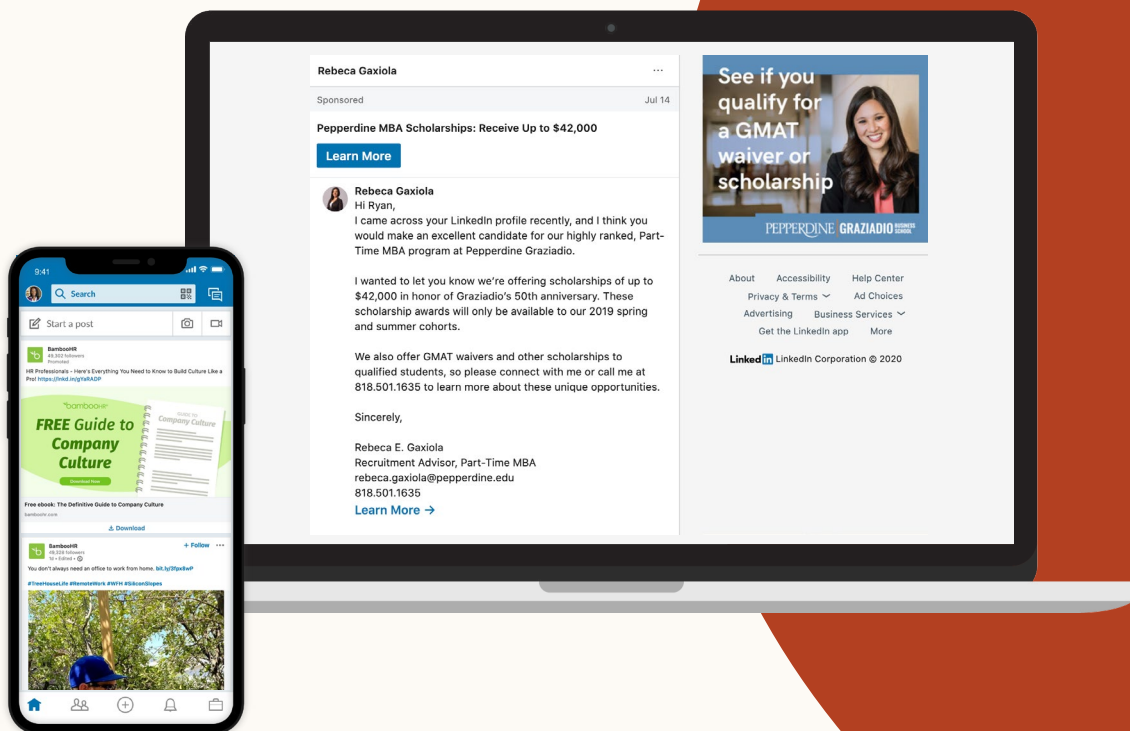 Rebeca Gaxiola
Sponsored Jul 14
Pepperdine MBA Scholarships: Receive Up to $42,000
Learn More
Rebeca Gaxiola
Hi Ryan,
I came across your LinkedIn profile recently, and I think you
would make an excellent candidate for our highly ranked, Part-
Time MBA program at Pepperdine Graziadio.
I wanted to let you know we’re offering scholarships of up to
$42,000 in honor of Graziadio’s 50th anniversary. These
scholarship awards will only be available to our 2019 spring
and summer cohorts.
We also offer GMAT waivers and other scholarships to
qualified students, so please connect with me or call me at
818.501.1635 to learn more about these unique opportunities.
Sincerely,
Rebeca E. Gaxiola
Recruitment Advisor, Part-Time MBA
rebeca.gaxiola@pepperdine.edu
818.501.1635
Learn More →
See if you
qualify for
a GMAT
waiver or
scholarship
PEPPERDINE GRAZIADIO BUSINESS
SCHOOL
About Accessibility Help Center
Privacy & Terms Ad Choices
Advertising Business Services
Get the LinkedIn app More
LinkedIn LinkedIn Corporation © 2020
9:41
Search
Start a post
BambooHR
49,302 followers
Promoted
HR Professionals - Here's Everything You Need to Know to Build Culture Like a
Pro! https://lnkd.in/gYaRADP
bambooHR
FREE Guide to
Company
Culture
Download Now
GUIDE TO
Company Culture
Free ebook: The Definitive Guide to Company Culture
bamboohr.com
Download
BambooHR + Follow
49,328 followers
1d • Edited •
You don't always need an office to work from home. bit.ly/3fpx8wP
#TreeHouseLife #RemoteWork #WFH #SiliconSlopes